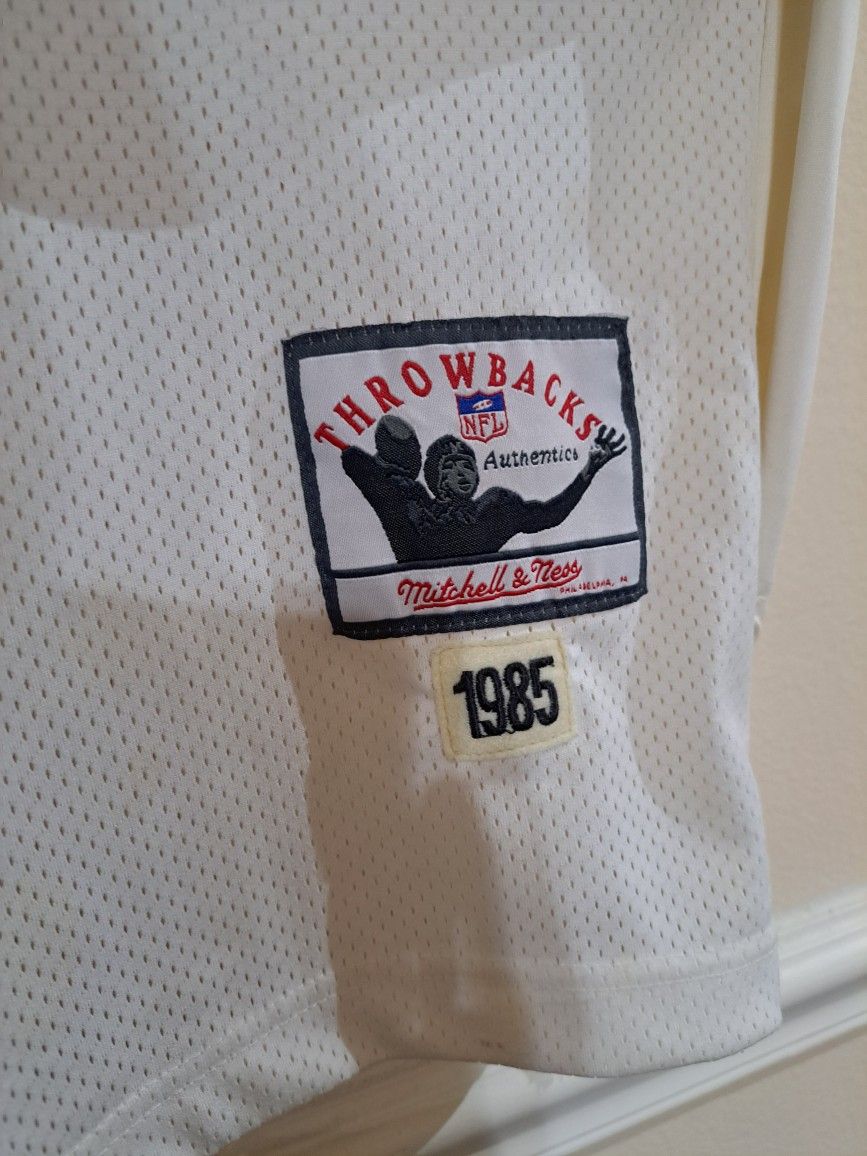 THROWBACKS
NFL
Authentics
Mitchell & Ness
PHILADELPHIA, PA
1985